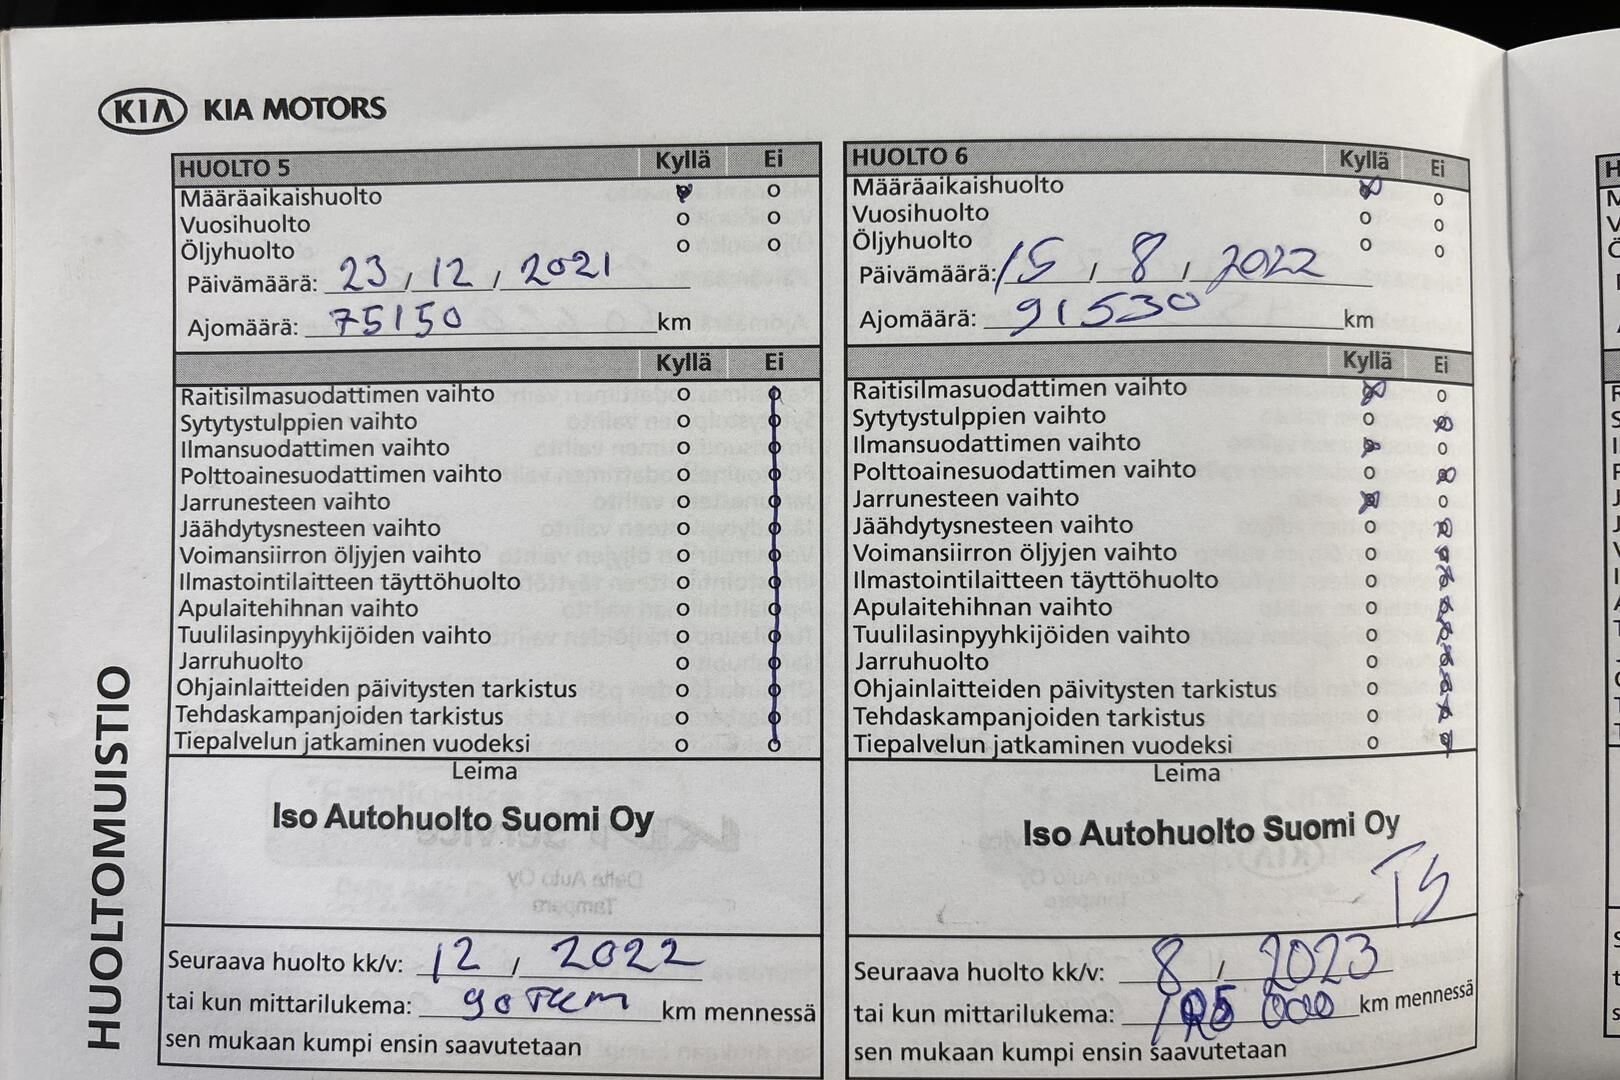 KIA KIA MOTORS
HUOLTOMUISTIO
HUOLTO 5 Kyllä Ei
Määräaikaishuolto
Vuosihuolto
Öljyhuolto
Päivämäärä: 23 / 12 / 2021
Ajomäärä: 75150 km
Kyllä Ei
Raitisilmasuodattimen vaihto
Sytytystulppien vaihto
Ilmansuodattimen vaihto
Polttoainesuodattimen vaihto
Jarrunesteen vaihto
Jäähdytysnesteen vaihto
Voimansiirron öljyjen vaihto
Ilmastointilaitteen täyttöhuolto
Apulaitehihnan vaihto
Tuulilasinpyyhkijöiden vaihto
Jarruhuolto
Ohjainlaitteiden päivitysten tarkistus
Tehdaskampanjoiden tarkistus
Tiepalvelun jatkaminen vuodeksi
Leima
Iso Autohuolto Suomi Oy
Seuraava huolto kk/v: 12 / 2022
tai kun mittarilukema: 90 TKM km mennessä
sen mukaan kumpi ensin saavutetaan
HUOLTO 6 Kyllä Ei
Määräaikaishuolto
Vuosihuolto
Öljyhuolto
Päivämäärä: 15 / 8 / 2022
Ajomäärä: 91530 km
Kyllä Ei
Raitisilmasuodattimen vaihto
Sytytystulppien vaihto
Ilmansuodattimen vaihto
Polttoainesuodattimen vaihto
Jarrunesteen vaihto
Jäähdytysnesteen vaihto
Voimansiirron öljyjen vaihto
Ilmastointilaitteen täyttöhuolto
Apulaitehihnan vaihto
Tuulilasinpyyhkijöiden vaihto
Jarruhuolto
Ohjainlaitteiden päivitysten tarkistus
Tehdaskampanjoiden tarkistus
Tiepalvelun jatkaminen vuodeksi
Leima
Iso Autohuolto Suomi Oy
TS
Seuraava huolto kk/v: 8 / 2023
tai kun mittarilukema: 105 000 km mennessä
sen mukaan kumpi ensin saavutetaan